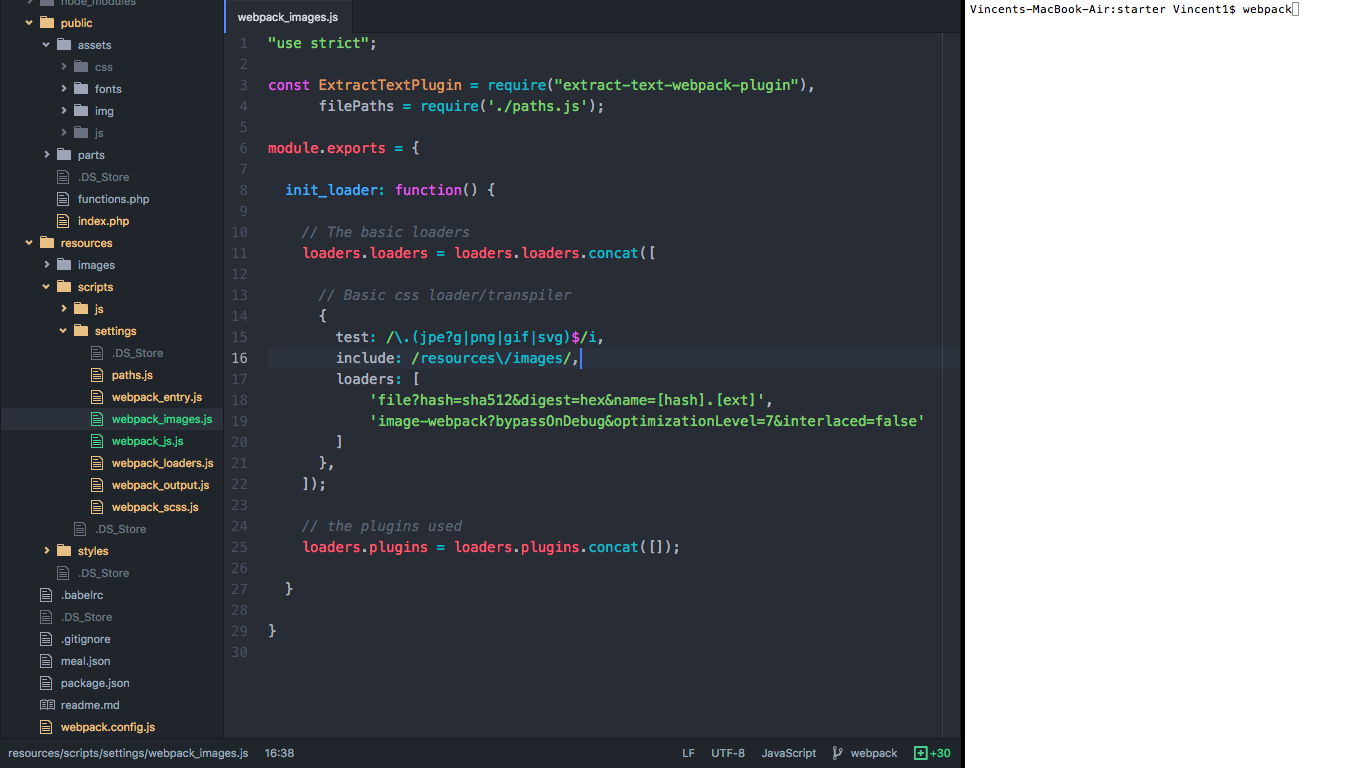 node_modules
public
assets
css
fonts
img
js
parts
.DS_Store
functions.php
index.php
resources
images
scripts
js
settings
.DS_Store
paths.js
webpack_entry.js
webpack_images.js
webpack_js.js
webpack_loaders.js
webpack_output.js
webpack_scss.js
.DS_Store
styles
.DS_Store
.babelrc
.DS_Store
.gitignore
meal.json
package.json
readme.md
webpack.config.js
webpack_images.js
1 "use strict";
2
3 const ExtractTextPlugin = require("extract-text-webpack-plugin"),
4 filePaths = require('./paths.js');
5
6 module.exports = {
7
8 init_loader: function() {
9
10 // The basic loaders
11 loaders.loaders = loaders.loaders.concat([
12
13 // Basic css loader/transpiler
14 {
15 test: /\.(jpe?g|png|gif|svg)$/i,
16 include: /resources\/images/,
17 loaders: [
18 'file?hash=sha512&digest=hex&name=[hash].[ext]',
19 'image-webpack?bypassOnDebug&optimizationLevel=7&interlaced=false'
20 ]
21 },
22 ]);
23
24 // the plugins used
25 loaders.plugins = loaders.plugins.concat([]);
26
27 }
28
29 }
30
resources/scripts/settings/webpack_images.js 16:38 LF UTF-8 JavaScript webpack +30
Vincents-MacBook-Air:starter Vincent1$ webpack